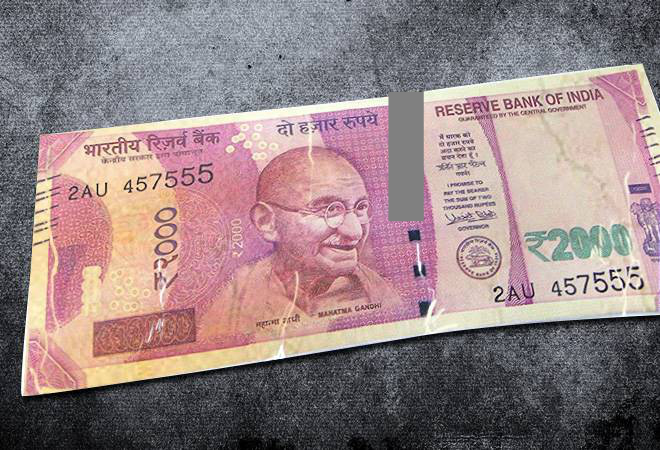 भारतीय रिज़र्व बैंक
केन्द्रीय सरकार द्वारा प्रत्याभूत
2AU 457555
₹2000
₹2000
दो हज़ार रुपये
महात्मा गांधी
MAHATMA GANDHI
RESERVE BANK OF INDIA
GUARANTEED BY THE CENTRAL GOVERNMENT
मैं धारक को
दो हज़ार रुपये
अदा करने का
वचन देता हूँ।
I PROMISE TO
PAY THE BEARER
THE SUM OF TWO
THOUSAND RUPEES
GOVERNOR
₹2000
2AU 457555